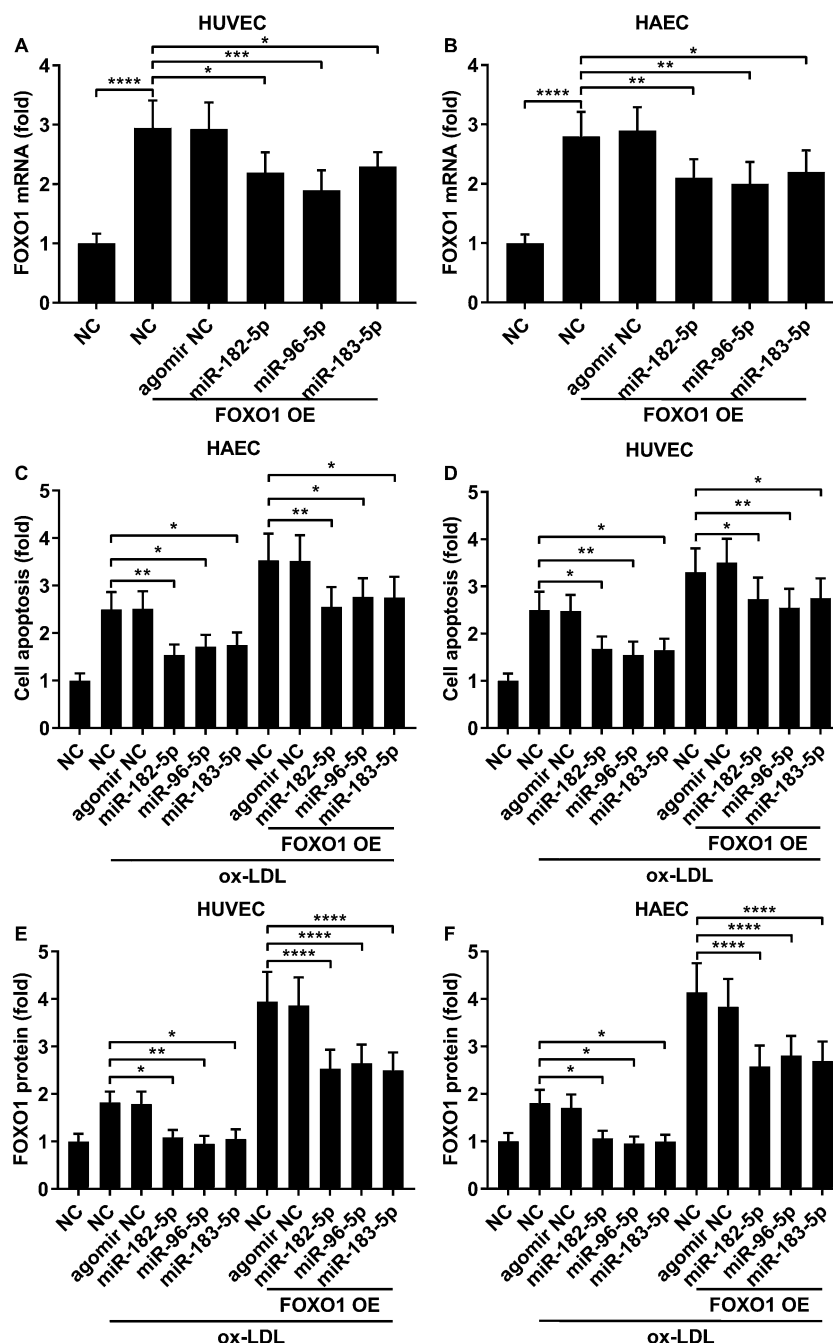 HUVEC
A
FOXO1 mRNA (fold)
4
3
2
1
0
****
*
***
*
NC
NC
agomir NC
miR-182-5p
miR-96-5p
miR-183-5p
FOXO1 OE
HAEC
B
FOXO1 mRNA (fold)
4
3
2
1
0
****
**
**
*
NC
NC
agomir NC
miR-182-5p
miR-96-5p
miR-183-5p
FOXO1 OE
HAEC
C
Cell apoptosis (fold)
5
4
3
2
1
0
**
*
*
**
*
*
NC
NC
agomir NC
miR-182-5p
miR-96-5p
miR-183-5p
NC
agomir NC
miR-182-5p
miR-96-5p
miR-183-5p
FOXO1 OE
ox-LDL
HUVEC
D
Cell apoptosis (fold)
5
4
3
2
1
0
*
**
*
*
**
*
NC
NC
agomir NC
miR-182-5p
miR-96-5p
miR-183-5p
NC
agomir NC
miR-182-5p
miR-96-5p
miR-183-5p
FOXO1 OE
ox-LDL
HUVEC
E
FOXO1 protein (fold)
5
4
3
2
1
0
*
**
*
****
****
****
NC
NC
agomir NC
miR-182-5p
miR-96-5p
miR-183-5p
NC
agomir NC
miR-182-5p
miR-96-5p
miR-183-5p
FOXO1 OE
ox-LDL
HAEC
F
FOXO1 protein (fold)
5
4
3
2
1
0
*
*
*
****
****
****
NC
NC
agomir NC
miR-182-5p
miR-96-5p
miR-183-5p
NC
agomir NC
miR-182-5p
miR-96-5p
miR-183-5p
FOXO1 OE
ox-LDL